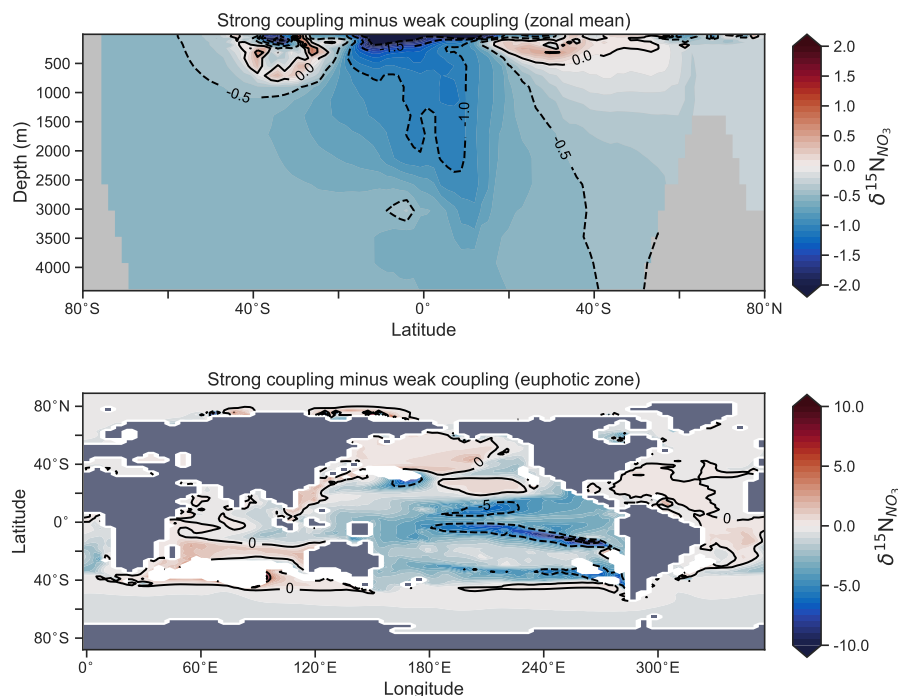 Strong coupling minus weak coupling (zonal mean)
500
1000
1500
2000
2500
3000
3500
4000
Depth (m)
-0.5
0.0
-1.5
-1.0
0.0
-0.5
80°S
40°S
0°
40°S
80°N
Latitude
2.0
1.5
1.0
0.5
0.0
-0.5
-1.0
-1.5
-2.0
δ¹⁵N_{NO₃}
Strong coupling minus weak coupling (euphotic zone)
80°N
40°S
0°
40°S
80°S
Latitude
0
-5
0
0
0
0°
60°E
120°E
180°E
240°E
300°E
Longitude
10.0
5.0
0.0
-5.0
-10.0
δ¹⁵N_{NO₃}